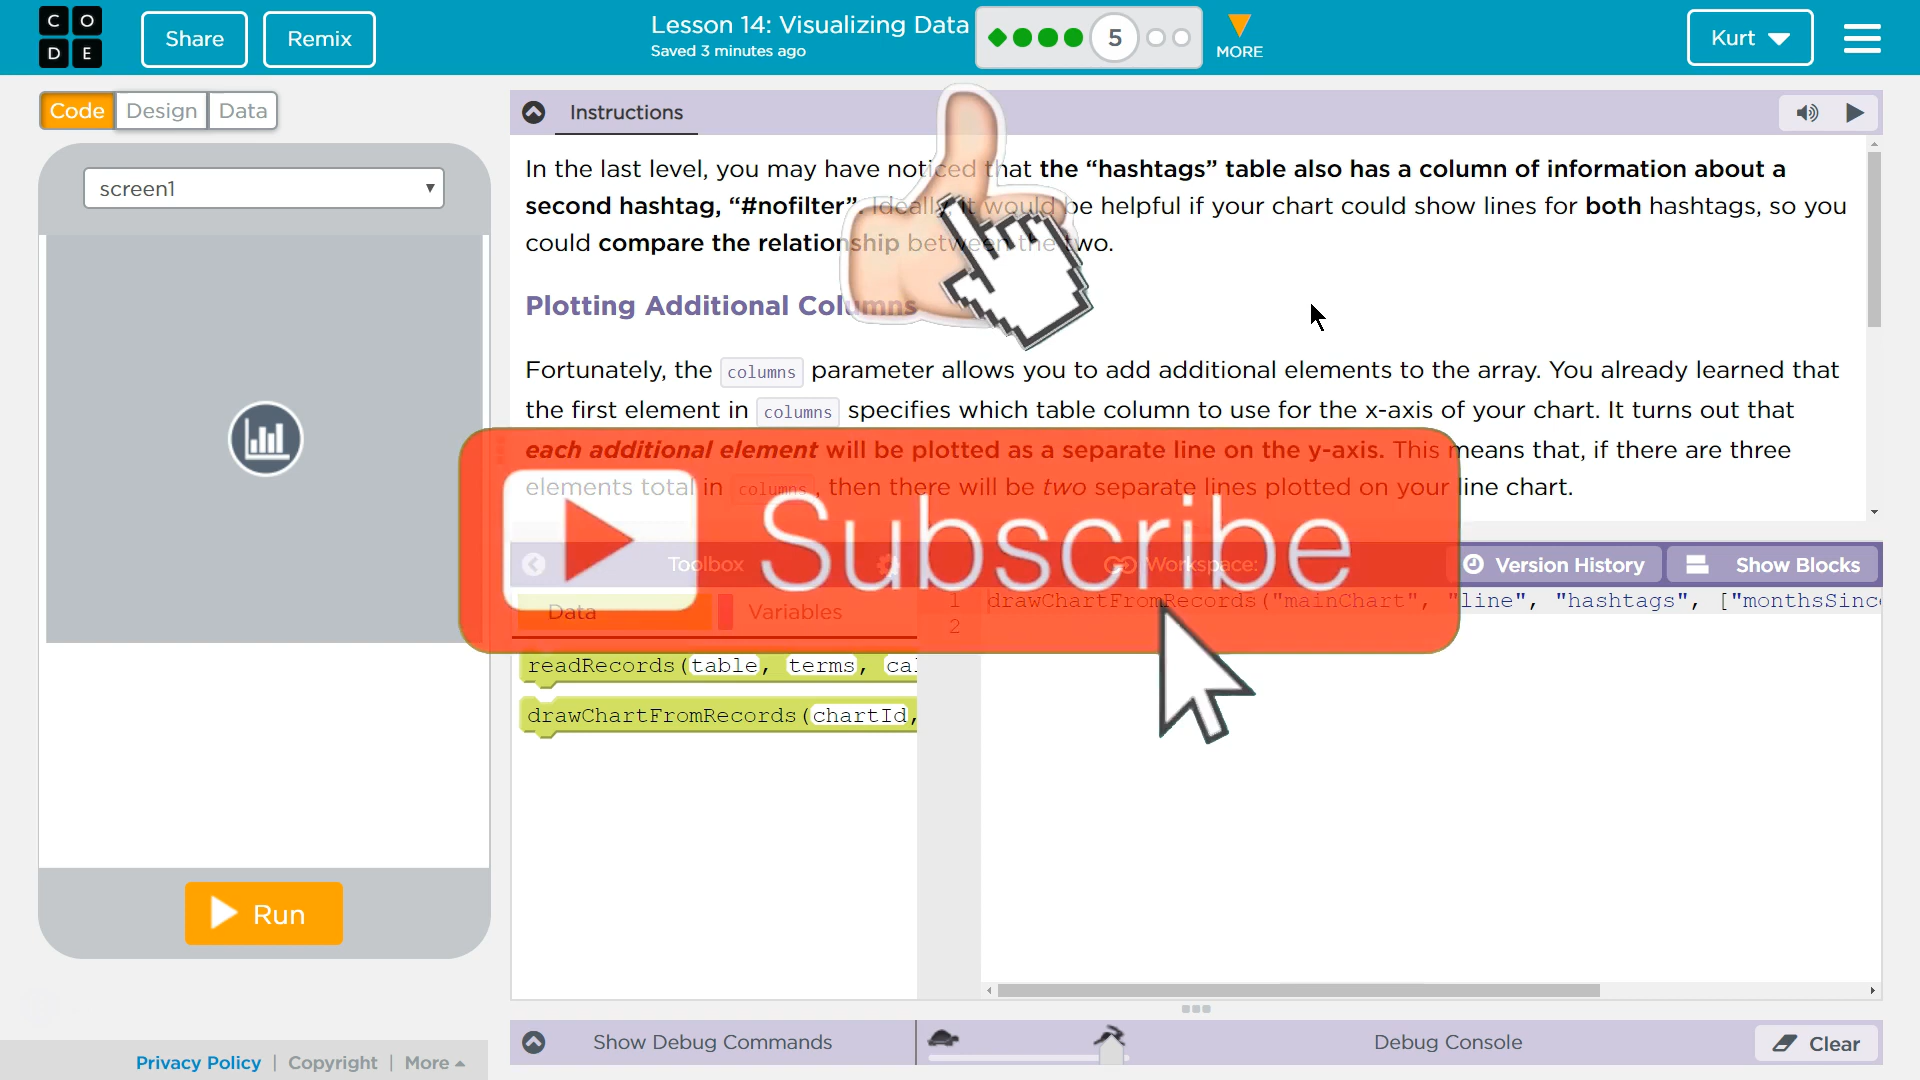 C O
D E
Share
Remix
Lesson 14: Visualizing Data
Saved 3 minutes ago
5
MORE
Kurt
Code
Design
Data
screen1
Instructions
In the last level, you may have noticed that the “hashtags” table also has a column of information about a
second hashtag, “#nofilter”. Ideally, it would be helpful if your chart could show lines for both hashtags, so you
could compare the relationship between the two.
Plotting Additional Columns
Fortunately, the columns parameter allows you to add additional elements to the array. You already learned that
the first element in columns specifies which table column to use for the x-axis of your chart. It turns out that
each additional element will be plotted as a separate line on the y-axis. This means that, if there are three
elements total in columns, then there will be two separate lines plotted on your line chart.
Subscribe
Toolbox
Workspace:
Version History
Show Blocks
Data
Variables
1 drawChartFromRecords("mainChart", "line", "hashtags", ["monthsSince
2
readRecords(table, terms, cal
drawChartFromRecords(chartId,
Run
Show Debug Commands
Debug Console
Clear
Privacy Policy | Copyright | More